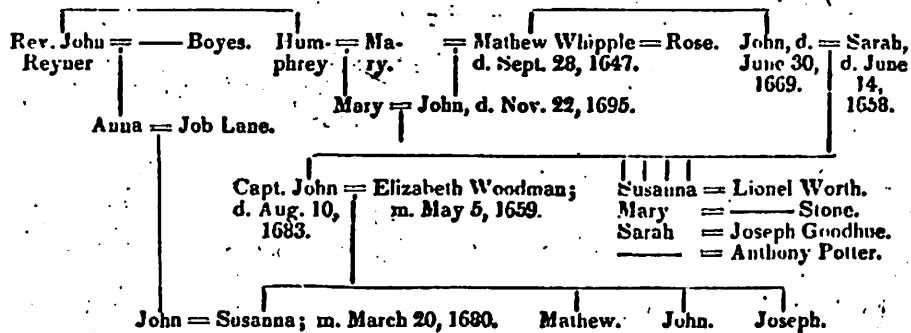 Rev. John = —— Boyes. Hum- = Ma- = Mathew Whipple = Rose. John, d. = Sarah,
Reyner phrey ry. d. Sept. 28, 1647. June 30, d. June
1669. 14,
1658.
Mary = John, d. Nov. 22, 1695.
Anna = Job Lane.
Capt. John = Elizabeth Woodman; Susanna = Lionel Worth.
d. Aug. 10, m. May 5, 1659. Mary = —— Stone.
1683. Sarah = Joseph Goodhue.
—— = Anthony Potter.
John = Susanna; m. March 20, 1680. Mathew. John. Joseph.